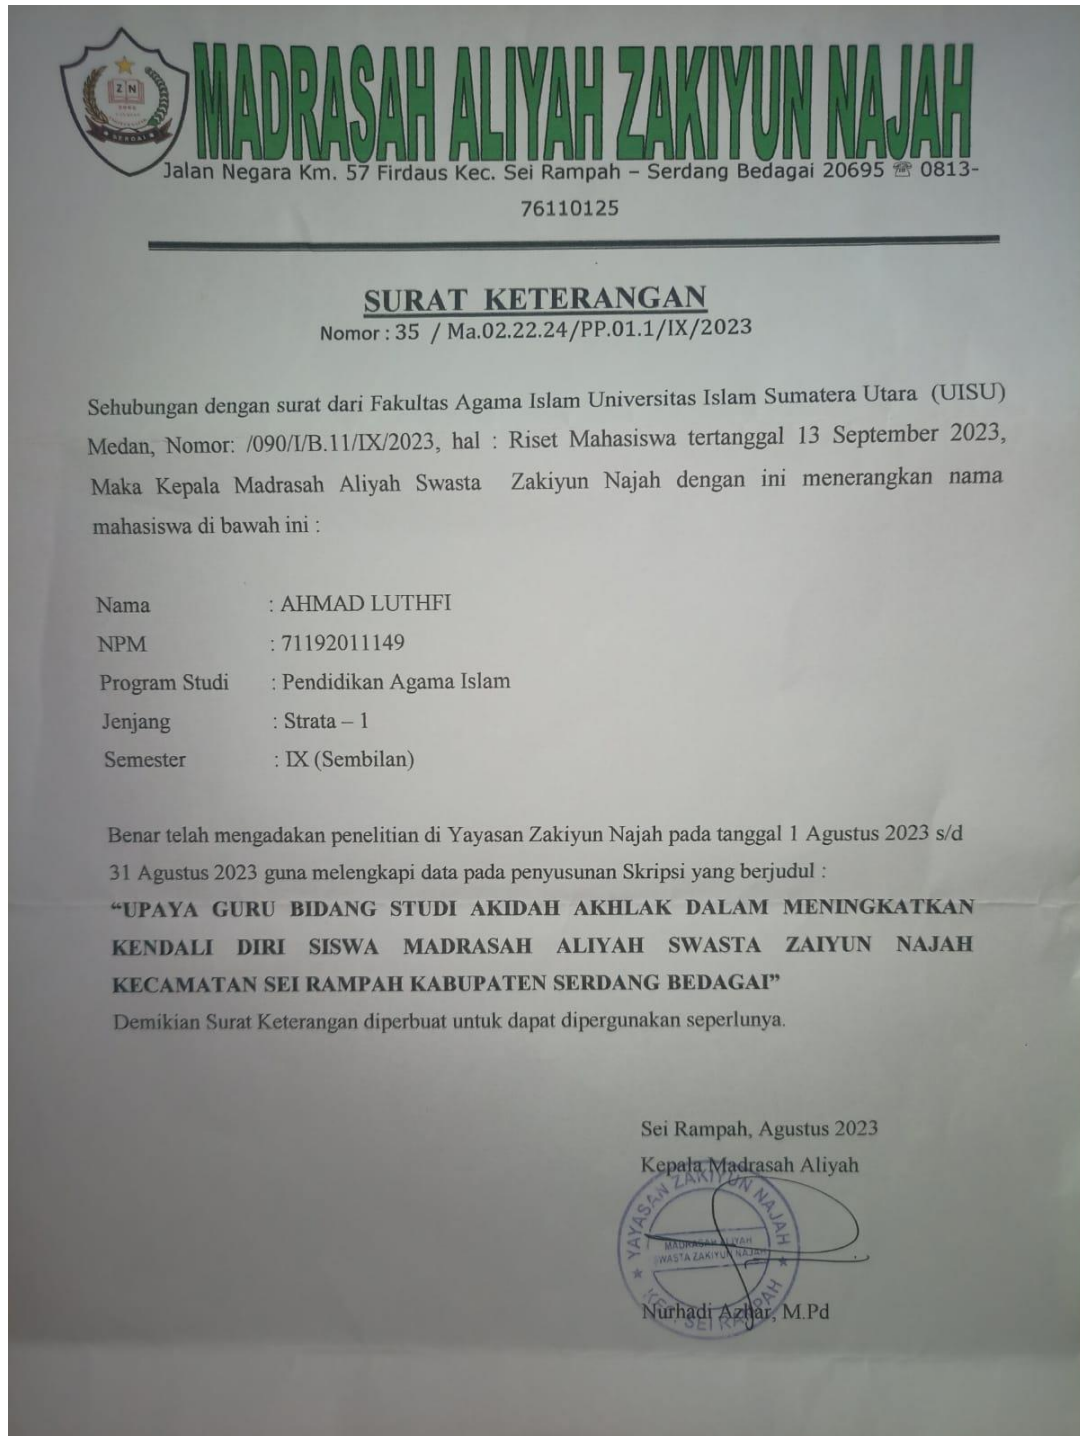 MADRASAH ALIYAH ZAKIYUN NAJAH
Z N
SERGAI
Jalan Negara Km. 57 Firdaus Kec. Sei Rampah – Serdang Bedagai 20695 ☏ 0813-
76110125
SURAT KETERANGAN
Nomor : 35 / Ma.02.22.24/PP.01.1/IX/2023
Sehubungan dengan surat dari Fakultas Agama Islam Universitas Islam Sumatera Utara (UISU)
Medan, Nomor: /090/I/B.11/IX/2023, hal : Riset Mahasiswa tertanggal 13 September 2023,
Maka Kepala Madrasah Aliyah Swasta Zakiyun Najah dengan ini menerangkan nama
mahasiswa di bawah ini :
Nama : AHMAD LUTHFI
NPM : 71192011149
Program Studi : Pendidikan Agama Islam
Jenjang : Strata – 1
Semester : IX (Sembilan)
Benar telah mengadakan penelitian di Yayasan Zakiyun Najah pada tanggal 1 Agustus 2023 s/d
31 Agustus 2023 guna melengkapi data pada penyusunan Skripsi yang berjudul :
“UPAYA GURU BIDANG STUDI AKIDAH AKHLAK DALAM MENINGKATKAN
KENDALI DIRI SISWA MADRASAH ALIYAH SWASTA ZAIYUN NAJAH
KECAMATAN SEI RAMPAH KABUPATEN SERDANG BEDAGAI”
Demikian Surat Keterangan diperbuat untuk dapat dipergunakan seperlunya.
Sei Rampah, Agustus 2023
Kepala Madrasah Aliyah
YAYASAN ZAKIYUN NAJAH
MADRASAH ALIYAH
SWASTA ZAKIYUN NAJAH
KEC. SEI RAMPAH
Nurhadi Azhar, M.Pd